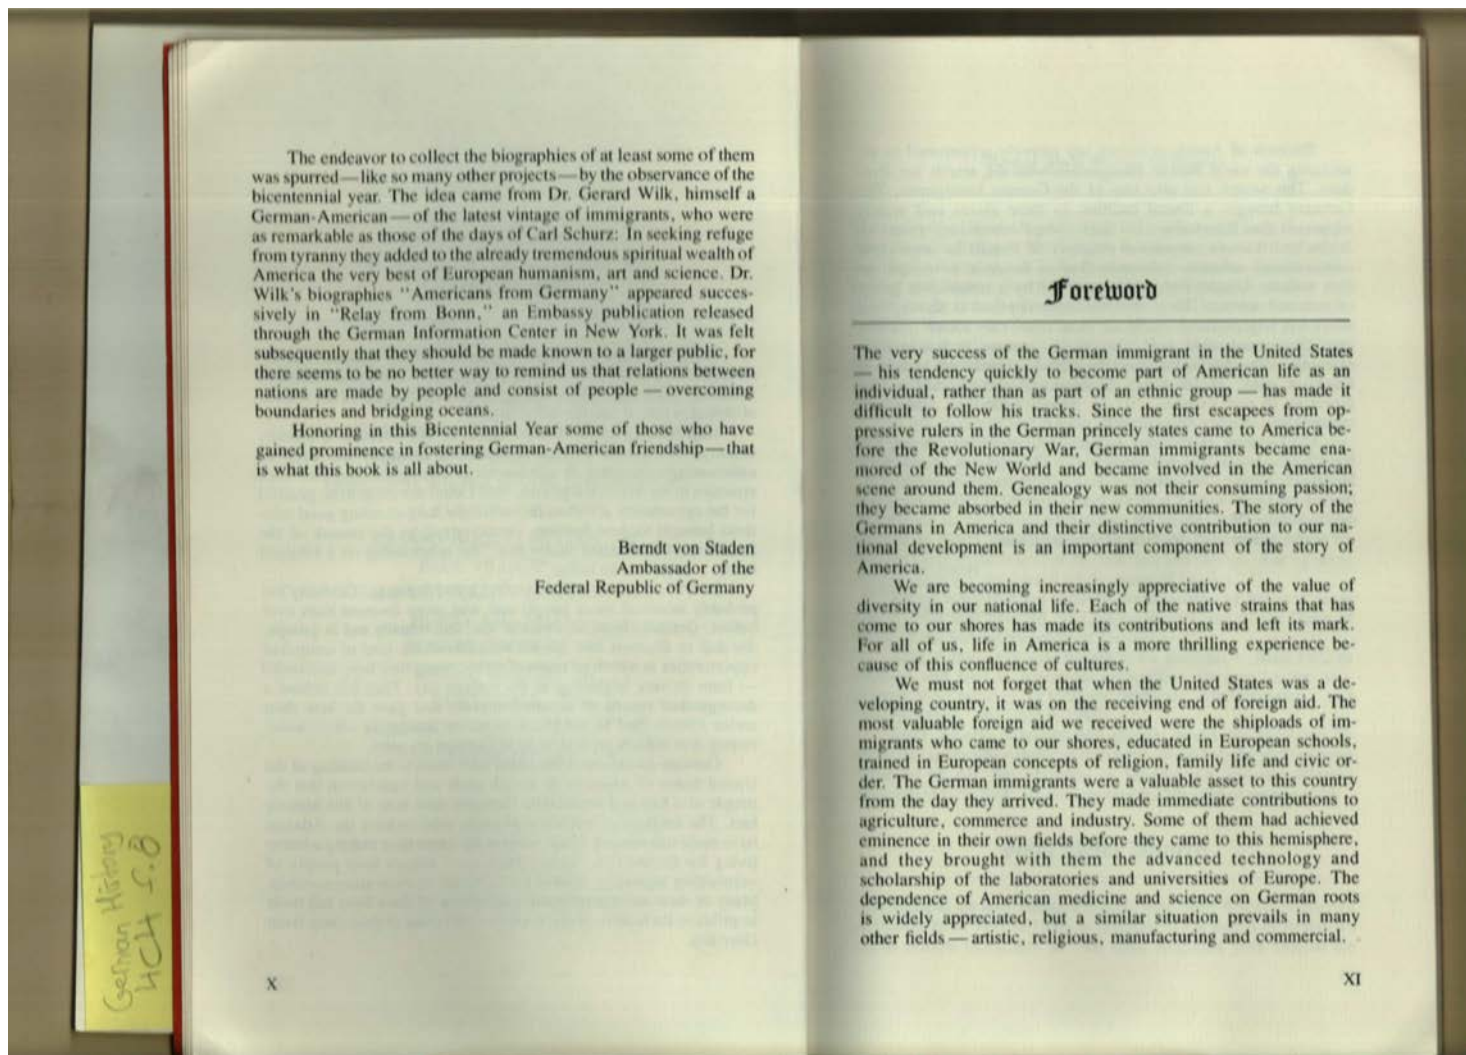 The endeavor to collect the biographies of at least some of them
was spurred—like so many other projects—by the observance of the
bicentennial year. The idea came from Dr. Gerard Wilk, himself a
German-American—of the latest vintage of immigrants, who were
as remarkable as those of the days of Carl Schurz: In seeking refuge
from tyranny they added to the already tremendous spiritual wealth of
America the very best of European humanism, art and science. Dr.
Wilk's biographies "Americans from Germany" appeared succes-
sively in "Relay from Bonn," an Embassy publication released
through the German Information Center in New York. It was felt
subsequently that they should be made known to a larger public, for
there seems to be no better way to remind us that relations between
nations are made by people and consist of people — overcoming
boundaries and bridging oceans.
Honoring in this Bicentennial Year some of those who have
gained prominence in fostering German-American friendship—that
is what this book is all about.
Berndt von Staden
Ambassador of the
Federal Republic of Germany
X
German History
Foreword
The very success of the German immigrant in the United States
— his tendency quickly to become part of American life as an
individual, rather than as part of an ethnic group — has made it
difficult to follow his tracks. Since the first escapees from op-
pressive rulers in the German princely states came to America be-
fore the Revolutionary War, German immigrants became ena-
mored of the New World and became involved in the American
scene around them. Genealogy was not their consuming passion;
they became absorbed in their new communities. The story of the
Germans in America and their distinctive contribution to our na-
tional development is an important component of the story of
America.
We are becoming increasingly appreciative of the value of
diversity in our national life. Each of the native strains that has
come to our shores has made its contributions and left its mark.
For all of us, life in America is a more thrilling experience be-
cause of this confluence of cultures.
We must not forget that when the United States was a de-
veloping country, it was on the receiving end of foreign aid. The
most valuable foreign aid we received were the shiploads of im-
migrants who came to our shores, educated in European schools,
trained in European concepts of religion, family life and civic or-
der. The German immigrants were a valuable asset to this country
from the day they arrived. They made immediate contributions to
agriculture, commerce and industry. Some of them had achieved
eminence in their own fields before they came to this hemisphere,
and they brought with them the advanced technology and
scholarship of the laboratories and universities of Europe. The
dependence of American medicine and science on German roots
is widely appreciated, but a similar situation prevails in many
other fields — artistic, religious, manufacturing and commercial.
XI